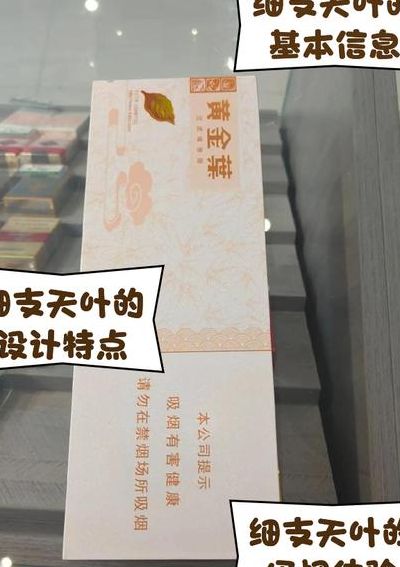 细支天叶的
基本信息
黄金葉
细支天叶的
设计特点
本公司提示
吸烟有害健康
请勿在禁烟场所吸烟
细支天叶的